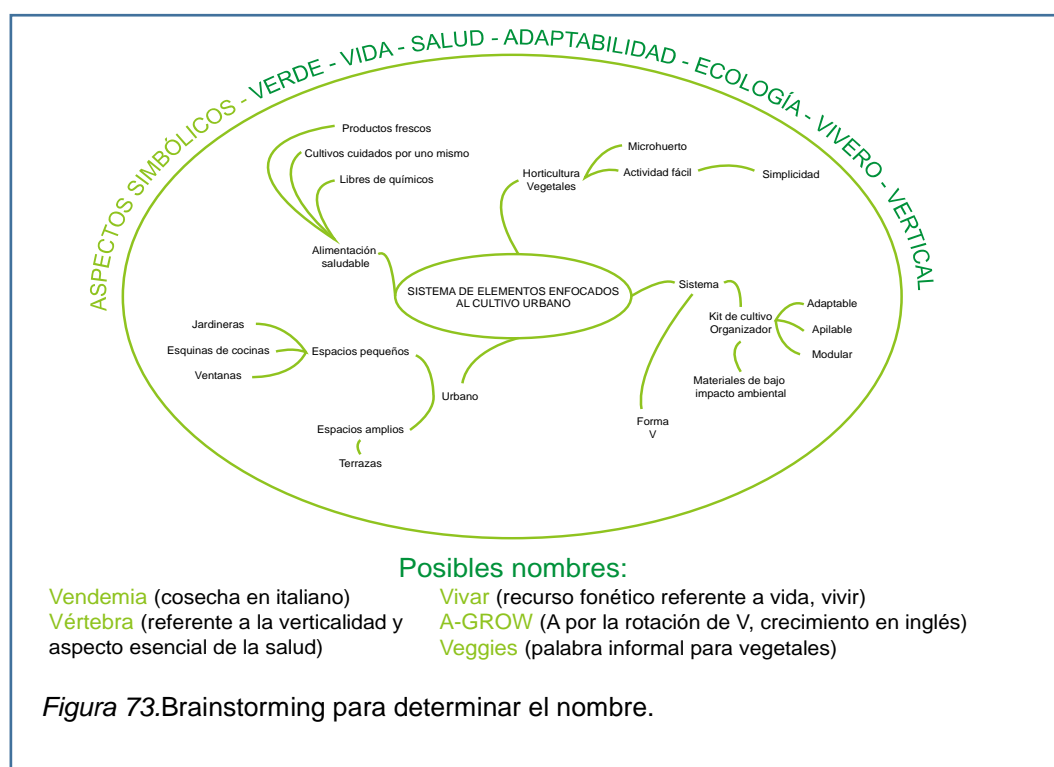 ASPECTOS SIMBÓLICOS - VERDE - VIDA - SALUD - ADAPTABILIDAD - ECOLOGÍA - VIVERO - VERTICAL
Productos frescos
Cultivos cuidados por uno mismo
Libres de químicos
Alimentación
saludable
Horticultura
Vegetales
Microhuerto
Actividad fácil
Simplicidad
SISTEMA DE ELEMENTOS ENFOCADOS
AL CULTIVO URBANO
Sistema
Kit de cultivo
Organizador
Adaptable
Apilable
Modular
Materiales de bajo
impacto ambiental
Forma
V
Jardineras
Esquinas de cocinas
Ventanas
Espacios pequeños
Urbano
Espacios amplios
Terrazas
Posibles nombres:
Vendemia (cosecha en italiano)
Vértebra (referente a la verticalidad y
aspecto esencial de la salud)
Vivar (recurso fonético referente a vida, vivir)
A-GROW (A por la rotación de V, crecimiento en inglés)
Veggies (palabra informal para vegetales)
Figura 73.Brainstorming para determinar el nombre.